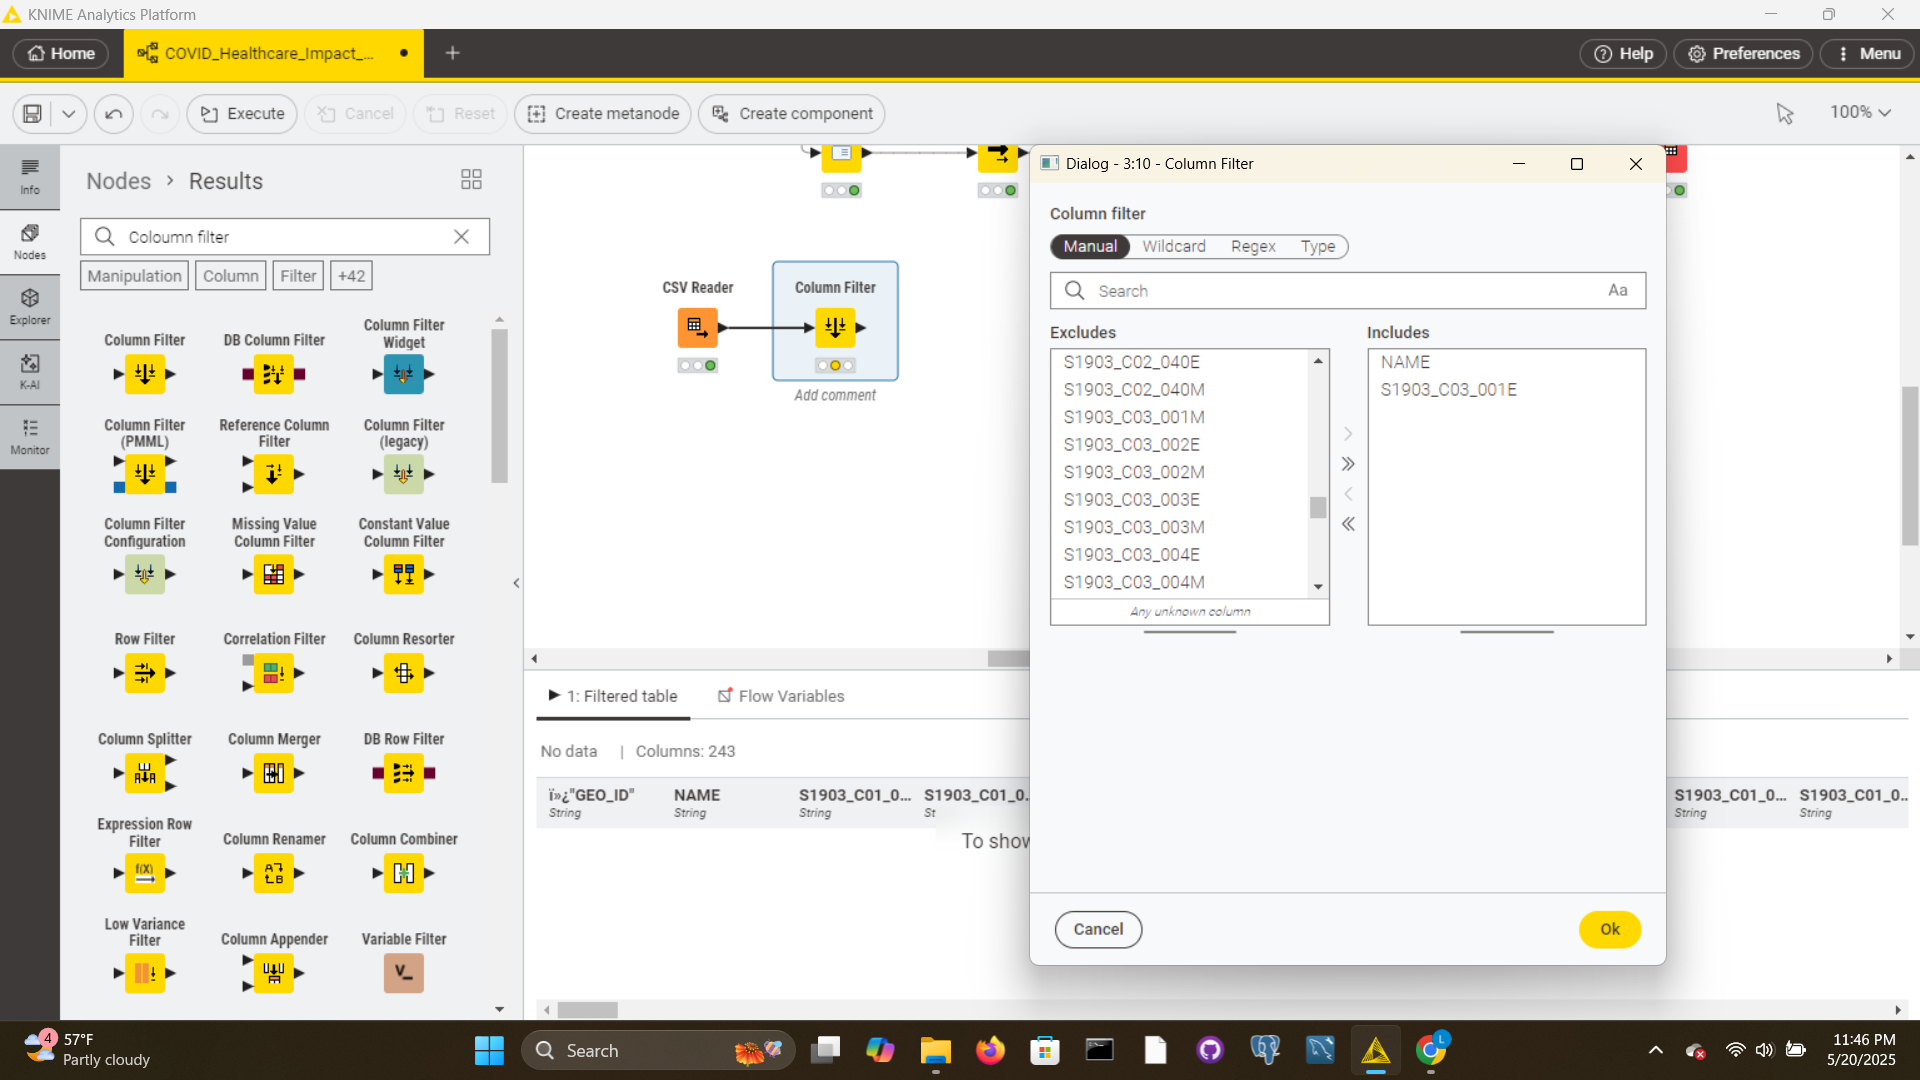 KNIME Analytics Platform
Home
COVID_Healthcare_Impact_...
Help
Preferences
Menu
Execute
Cancel
Reset
Create metanode
Create component
100%
Info
Nodes
Explorer
K-AI
Monitor
Nodes › Results
Coloumn filter
Manipulation
Column
Filter
+42
Column Filter
DB Column Filter
Column Filter
Widget
Column Filter
(PMML)
Reference Column
Filter
Column Filter
(legacy)
Column Filter
Configuration
Missing Value
Column Filter
Constant Value
Column Filter
Row Filter
Correlation Filter
Column Resorter
Column Splitter
Column Merger
DB Row Filter
Expression Row
Filter
f(X)
Column Renamer
A
B
Column Combiner
Low Variance
Filter
Column Appender
Variable Filter
V_
CSV Reader
Column Filter
Add comment
1: Filtered table
Flow Variables
No data | Columns: 243
ï»¿"GEO_ID"
String
NAME
String
S1903_C01_0...
String
S1903_C01_0.
St
S1903_C01_0...
String
S1903_C01_0..
String
To show
Dialog - 3:10 - Column Filter
Column filter
Manual
Wildcard
Regex
Type
Search
Aa
Excludes
S1903_C02_040E
S1903_C02_040M
S1903_C03_001M
S1903_C03_002E
S1903_C03_002M
S1903_C03_003E
S1903_C03_003M
S1903_C03_004E
S1903_C03_004M
Any unknown column
Includes
NAME
S1903_C03_001E
Cancel
Ok
4
57°F
Partly cloudy
Search
L
11:46 PM
5/20/2025